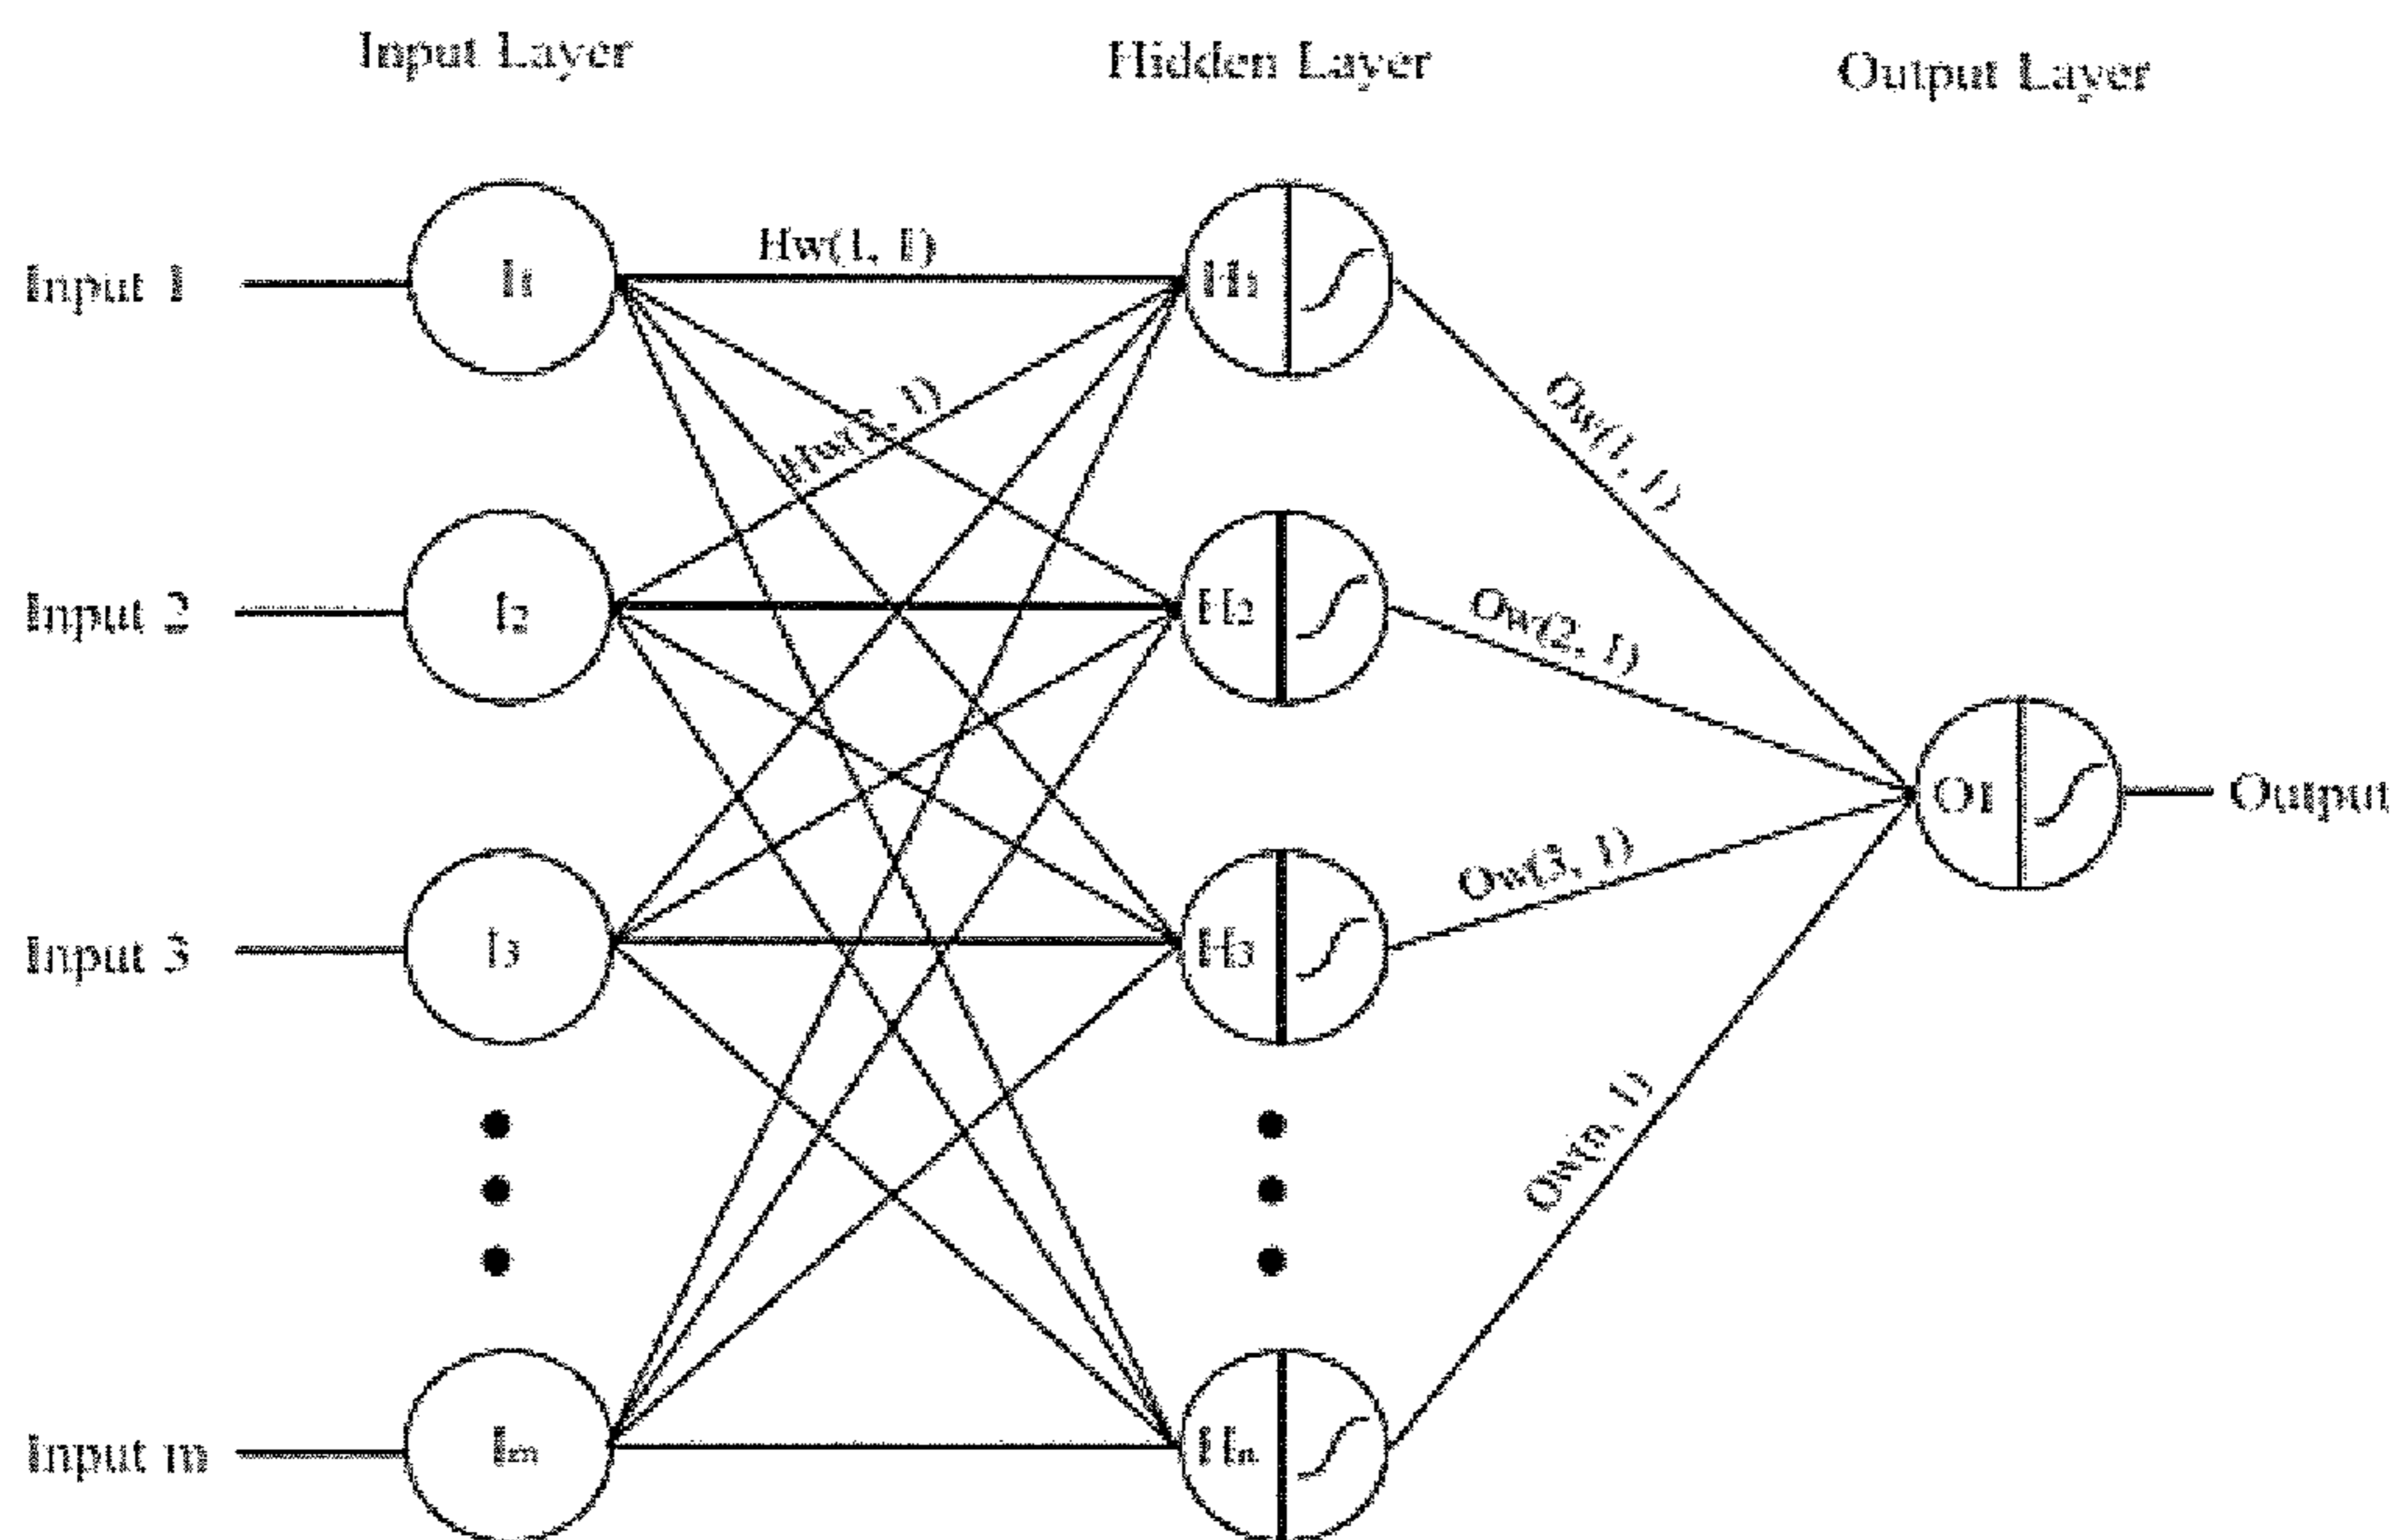 Input Layer
Hidden Layer
Output Layer
Input 1
I1
Hw(1, 1)
H1
Ow(1, 1)
Hw(2, 1)
Input 2
I2
H2
Ow(2, 1)
O1
Output
Input 3
I3
H3
Ow(3, 1)
Ow(n, 1)
Input m
Im
Hn